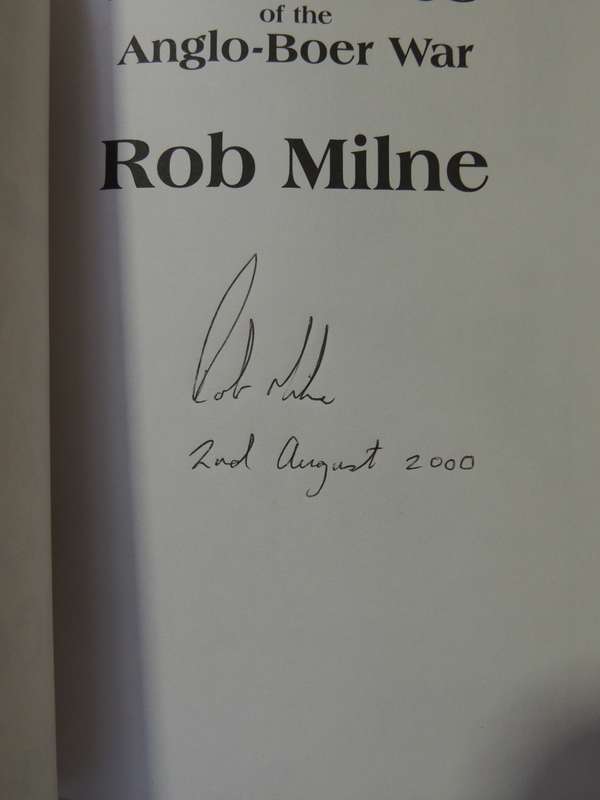 of the
Anglo-Boer War
Rob Milne
Rob Milne
2nd August 2000